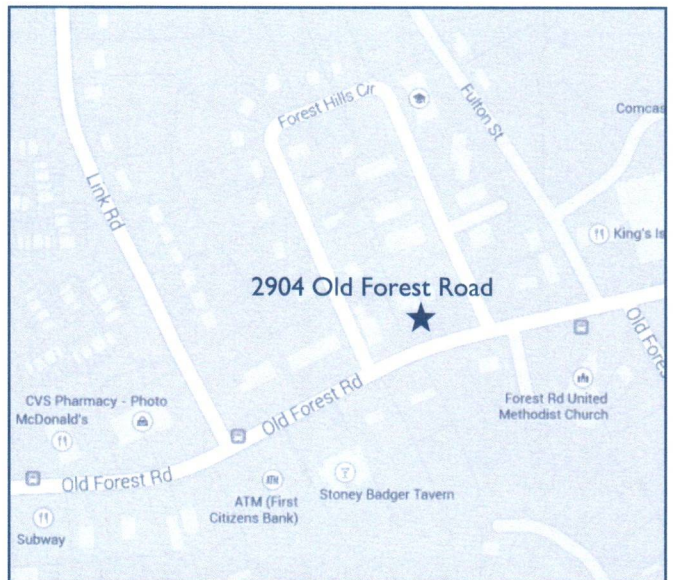 Forest Hills Cir
Fulton St
Comcas
Link Rd
King's Is
2904 Old Forest Road
Old Fores
CVS Pharmacy - Photo
McDonald's
Old Forest Rd
Forest Rd United
Methodist Church
Old Forest Rd
ATM
ATM (First
Citizens Bank)
Stoney Badger Tavern
Subway